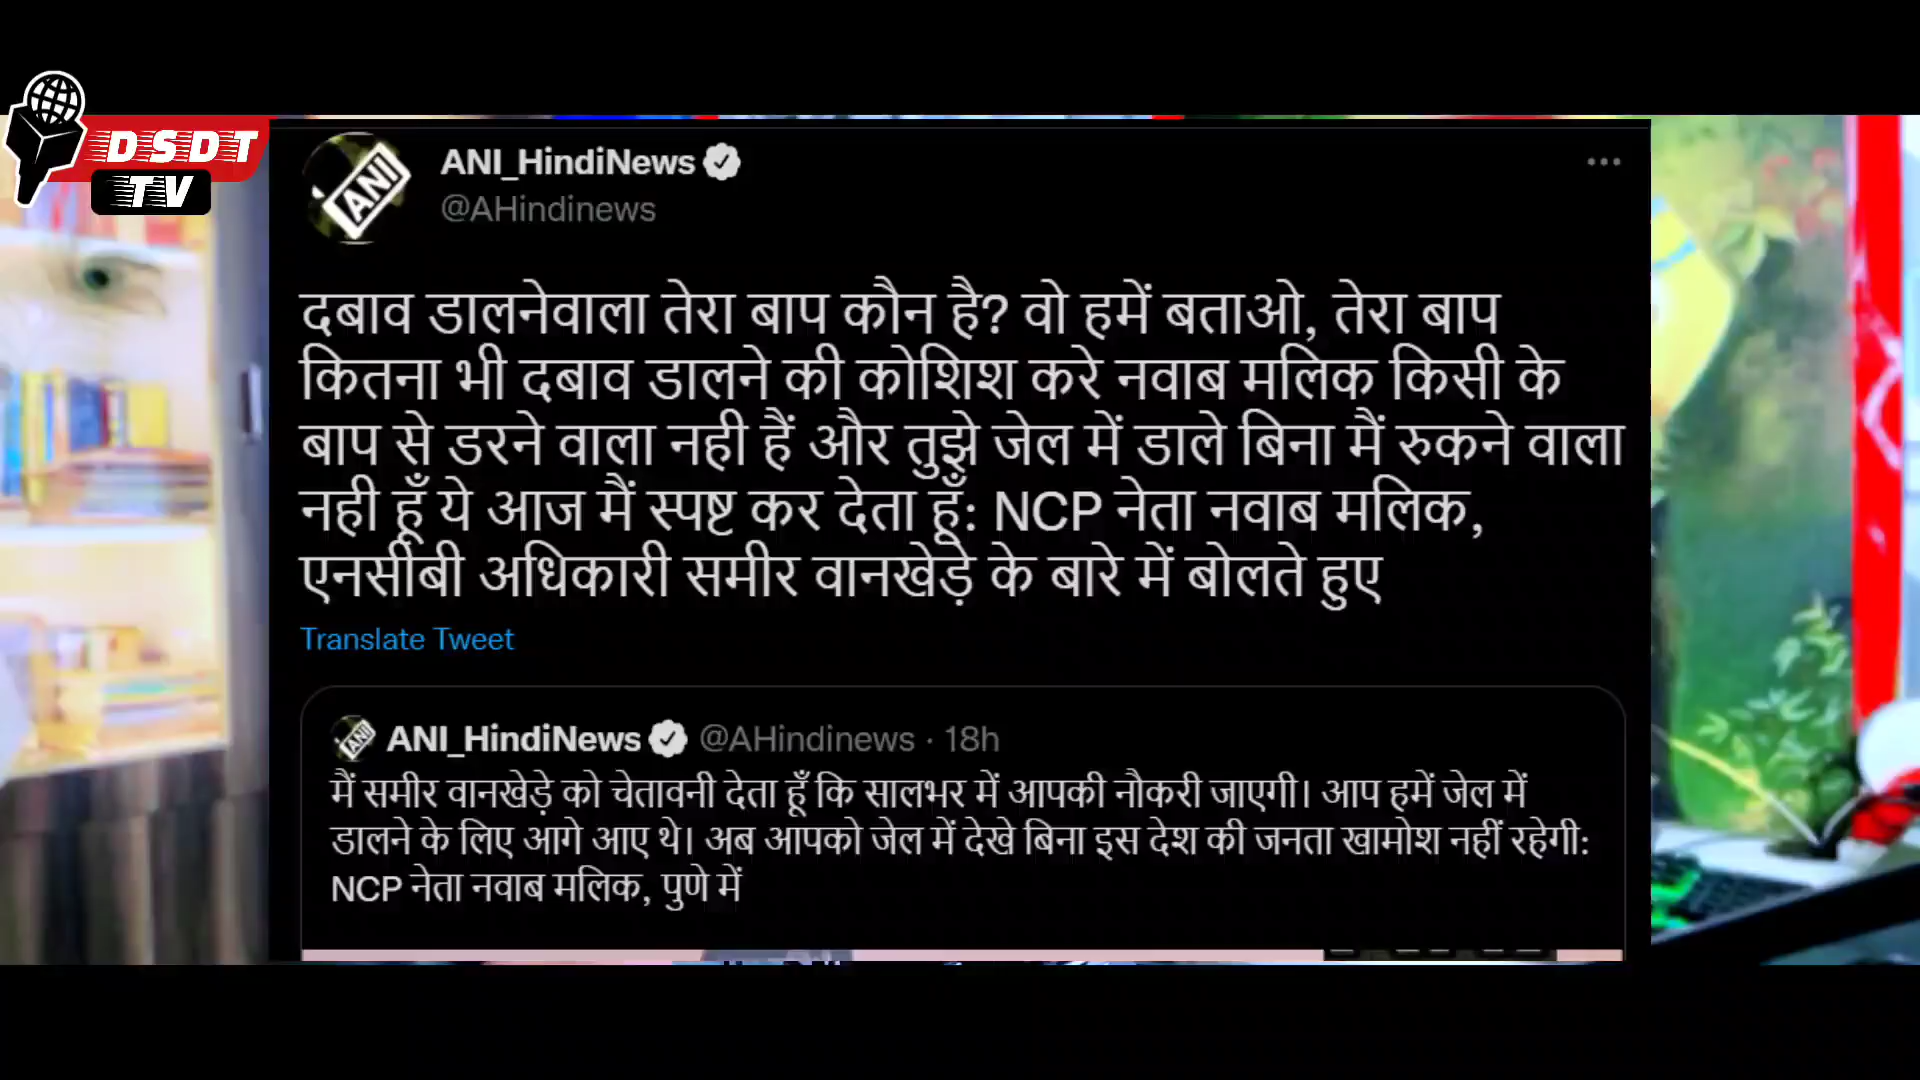 DSDT
TV
ANI
ANI_HindiNews
@AHindinews
दबाव डालनेवाला तेरा बाप कौन है? वो हमें बताओ, तेरा बाप
कितना भी दबाव डालने की कोशिश करे नवाब मलिक किसी के
बाप से डरने वाला नही हैं और तुझे जेल में डाले बिना मैं रुकने वाला
नही हूँ ये आज मैं स्पष्ट कर देता हूँ: NCP नेता नवाब मलिक,
एनसीबी अधिकारी समीर वानखेड़े के बारे में बोलते हुए
Translate Tweet
ANI
ANI_HindiNews @AHindinews · 18h
मैं समीर वानखेड़े को चेतावनी देता हूँ कि सालभर में आपकी नौकरी जाएगी। आप हमें जेल में
डालने के लिए आगे आए थे। अब आपको जेल में देखे बिना इस देश की जनता खामोश नहीं रहेगी:
NCP नेता नवाब मलिक, पुणे में